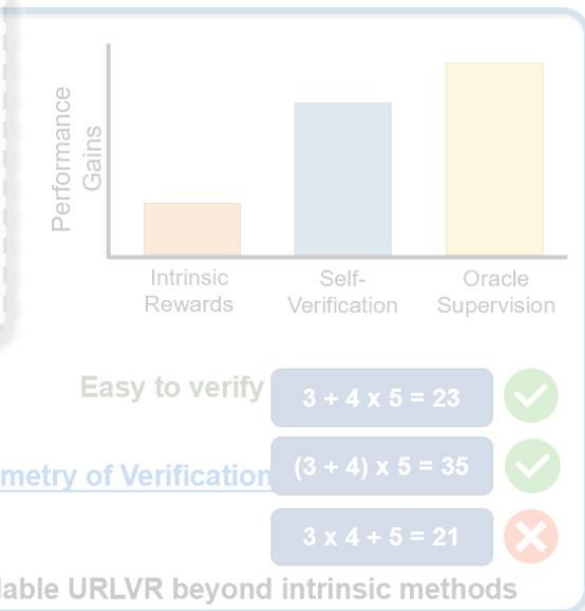 Performance
Gains
Intrinsic
Rewards
Self-
Verification
Oracle
Supervision
Easy to verify
3 + 4 x 5 = 23
metry of Verification
(3 + 4) x 5 = 35
3 x 4 + 5 = 21
lable URLVR beyond intrinsic methods